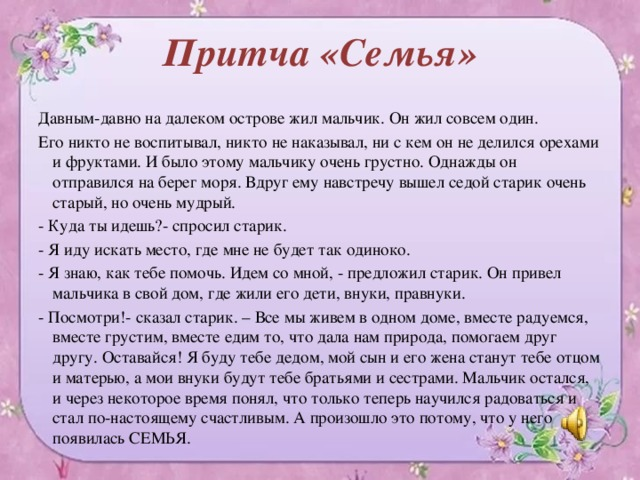 Притча «Семья»
Давным-давно на далеком острове жил мальчик. Он жил совсем один.
Его никто не воспитывал, никто не наказывал, ни с кем он не делился орехами
и фруктами. И было этому мальчику очень грустно. Однажды он
отправился на берег моря. Вдруг ему навстречу вышел седой старик очень
старый, но очень мудрый.
- Куда ты идешь?- спросил старик.
- Я иду искать место, где мне не будет так одиноко.
- Я знаю, как тебе помочь. Идем со мной, - предложил старик. Он привел
мальчика в свой дом, где жили его дети, внуки, правнуки.
- Посмотри!- сказал старик. – Все мы живем в одном доме, вместе радуемся,
вместе грустим, вместе едим то, что дала нам природа, помогаем друг
другу. Оставайся! Я буду тебе дедом, мой сын и его жена станут тебе отцом
и матерью, а мои внуки будут тебе братьями и сестрами. Мальчик остался,
и через некоторое время понял, что только теперь научился радоваться и
стал по-настоящему счастливым. А произошло это потому, что у него
появилась СЕМЬЯ.